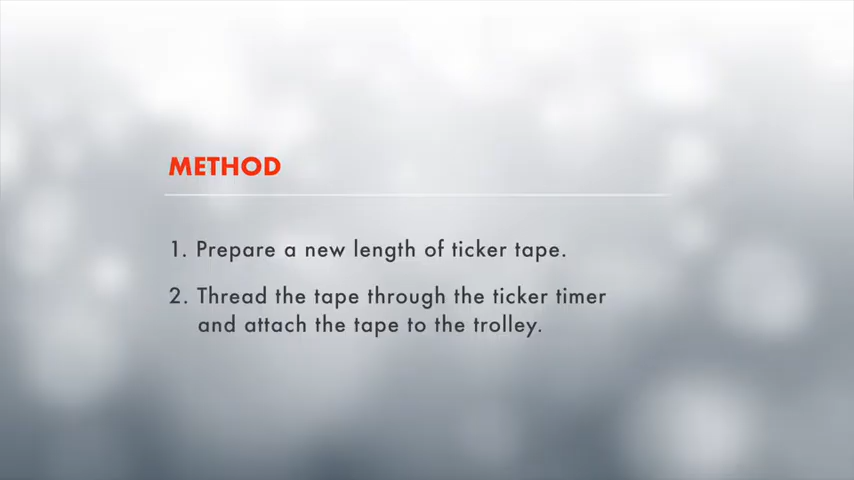 METHOD
1. Prepare a new length of ticker tape.
2. Thread the tape through the ticker timer
and attach the tape to the trolley.